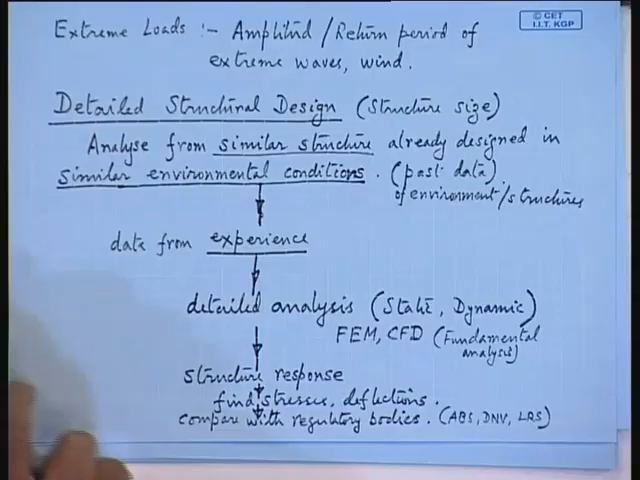 © CET
I.I.T. KGP
Extreme Loads :- Amplitud / Return period of
extreme waves, wind.
Detailed Structural Design (Structure size)
Analyse from similar structure already designed in
similar environmental conditions. (past data)
of environment/structures
data from experience
detailed analysis (Static, Dynamic)
FEM, CFD (Fundamental
analysis)
structure response
find stresses, deflections.
compare with regulatory bodies. (ABS, DNV, LRS)